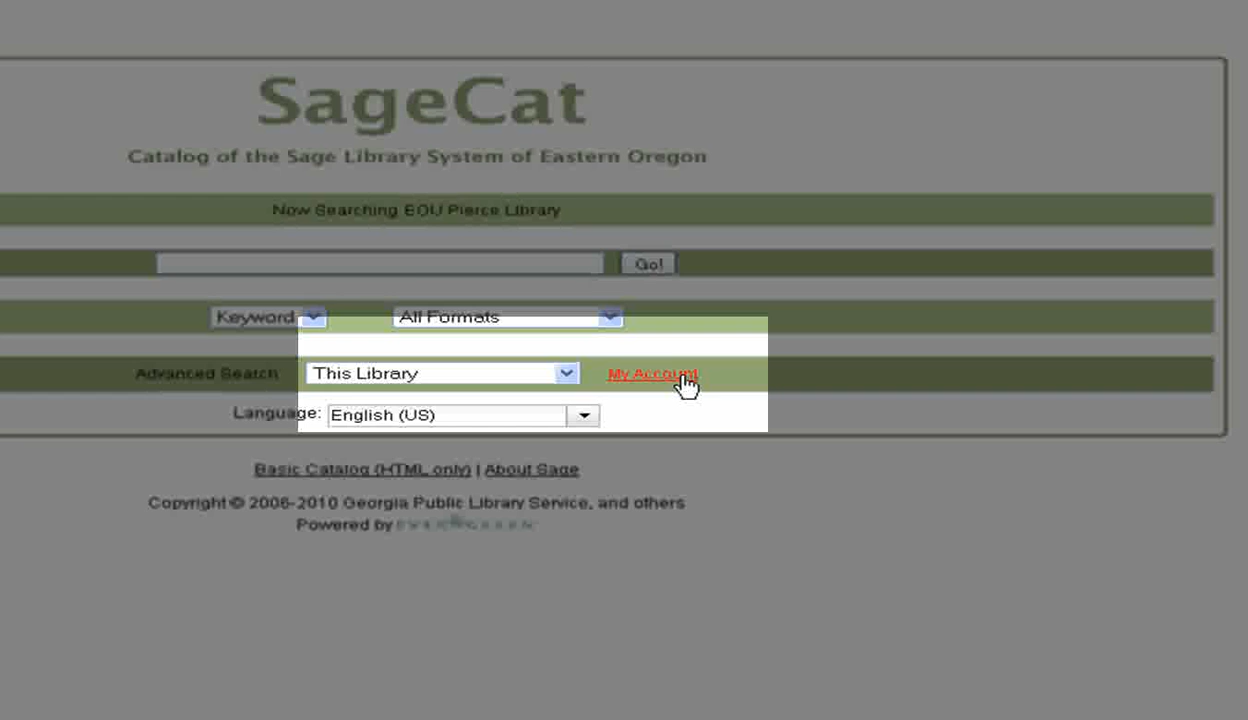 SageCat
Catalog of the Sage Library System of Eastern Oregon
Now Searching EOU Pierce Library
Go!
Keyword All Formats
Advanced Search This Library My Account
Language: English (US)
Basic Catalog (HTML only) | About Sage
Copyright © 2006-2010 Georgia Public Library Service, and others
Powered by